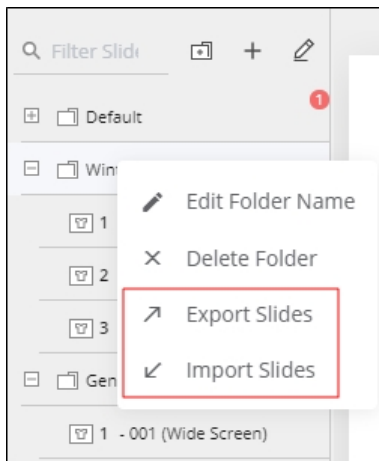 Filter Slid
1
Default
Win
Edit Folder Name
1
Delete Folder
2
Export Slides
3
Import Slides
Gen
1 - 001 (Wide Screen)